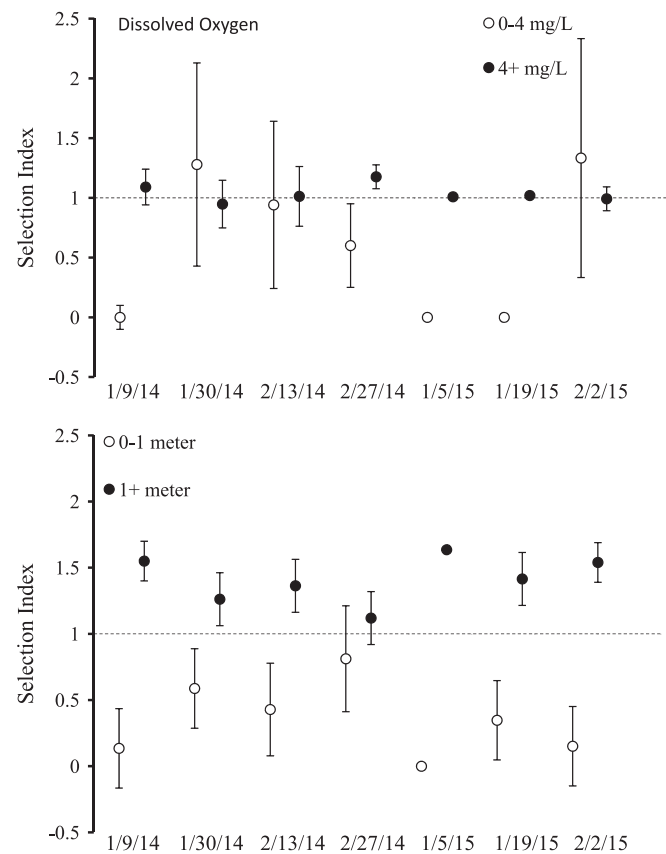 Dissolved Oxygen
0-4 mg/L
4+ mg/L
Selection Index
2.5
2
1.5
1
0.5
0
-0.5
1/9/14 1/30/14 2/13/14 2/27/14 1/5/15 1/19/15 2/2/15
0-1 meter
1+ meter
Selection Index
2.5
2
1.5
1
0.5
0
-0.5
1/9/14 1/30/14 2/13/14 2/27/14 1/5/15 1/19/15 2/2/15